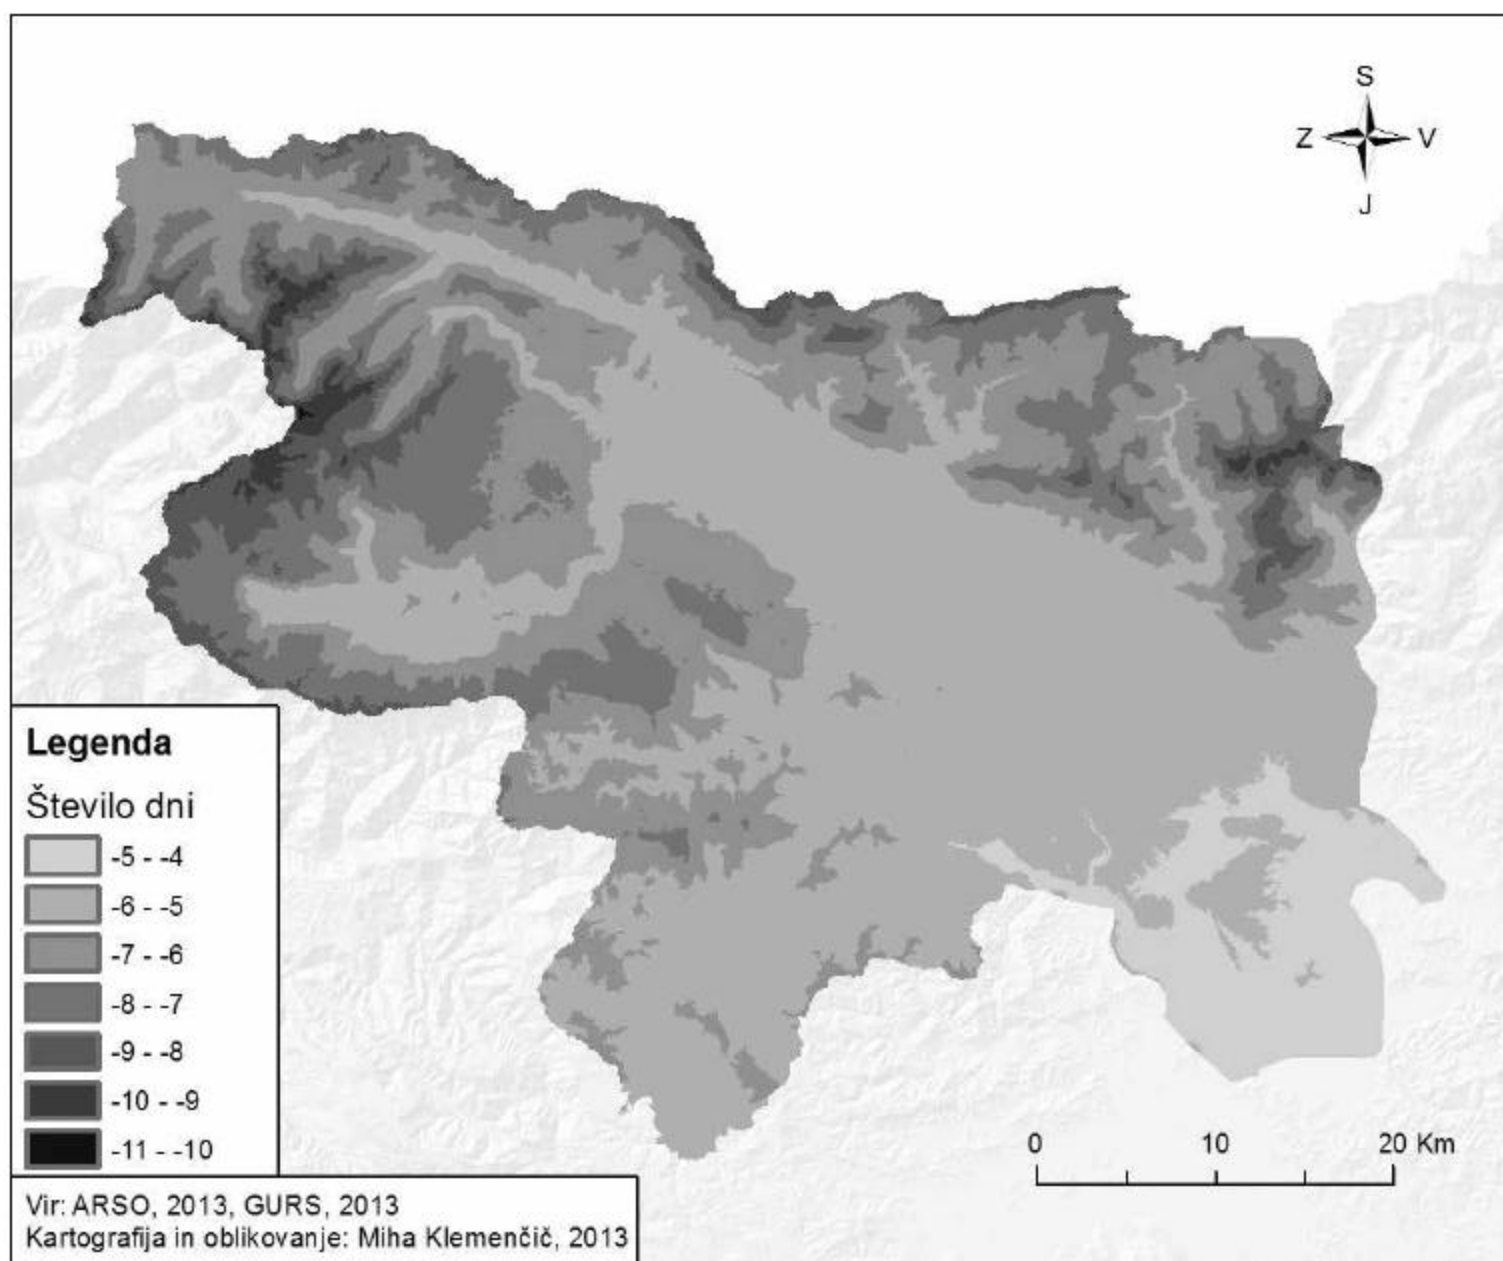 S
Z V
J
Legenda
Število dni
-5 - -4
-6 - -5
-7 - -6
-8 - -7
-9 - -8
-10 - -9
-11 - -10
0 10 20 Km
Vir: ARSO, 2013, GURS, 2013
Kartografija in oblikovanje: Miha Klemenčič, 2013